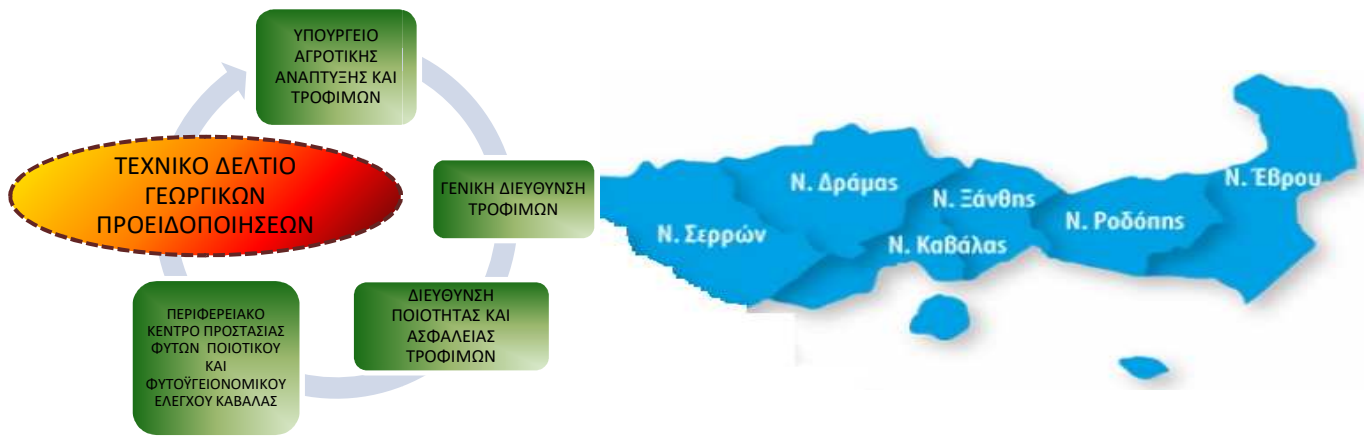 ΥΠΟΥΡΓΕΙΟ
ΑΓΡΟΤΙΚΗΣ
ΑΝΑΠΤΥΞΗΣ ΚΑΙ
ΤΡΟΦΙΜΩΝ
ΓΕΝΙΚΗ ΔΙΕΥΘΥΝΣΗ
ΤΡΟΦΙΜΩΝ
ΔΙΕΥΘΥΝΣΗ
ΠΟΙΟΤΗΤΑΣ ΚΑΙ
ΑΣΦΑΛΕΙΑΣ
ΤΡΟΦΙΜΩΝ
ΠΕΡΙΦΕΡΕΙΑΚΟ
ΚΕΝΤΡΟ ΠΡΟΣΤΑΣΙΑΣ
ΦΥΤΩΝ ΠΟΙΟΤΙΚΟΥ
ΚΑΙ
ΦΥΤΟΫΓΕΙΟΝΟΜΙΚΟΥ
ΕΛΕΓΧΟΥ ΚΑΒΑΛΑΣ
ΤΕΧΝΙΚΟ ΔΕΛΤΙΟ
ΓΕΩΡΓΙΚΩΝ
ΠΡΟΕΙΔΟΠΟΙΗΣΕΩΝ
Ν. Σερρών
Ν. Δράμας
Ν. Καβάλας
Ν. Ξάνθης
Ν. Ροδόπης
Ν. Έβρου